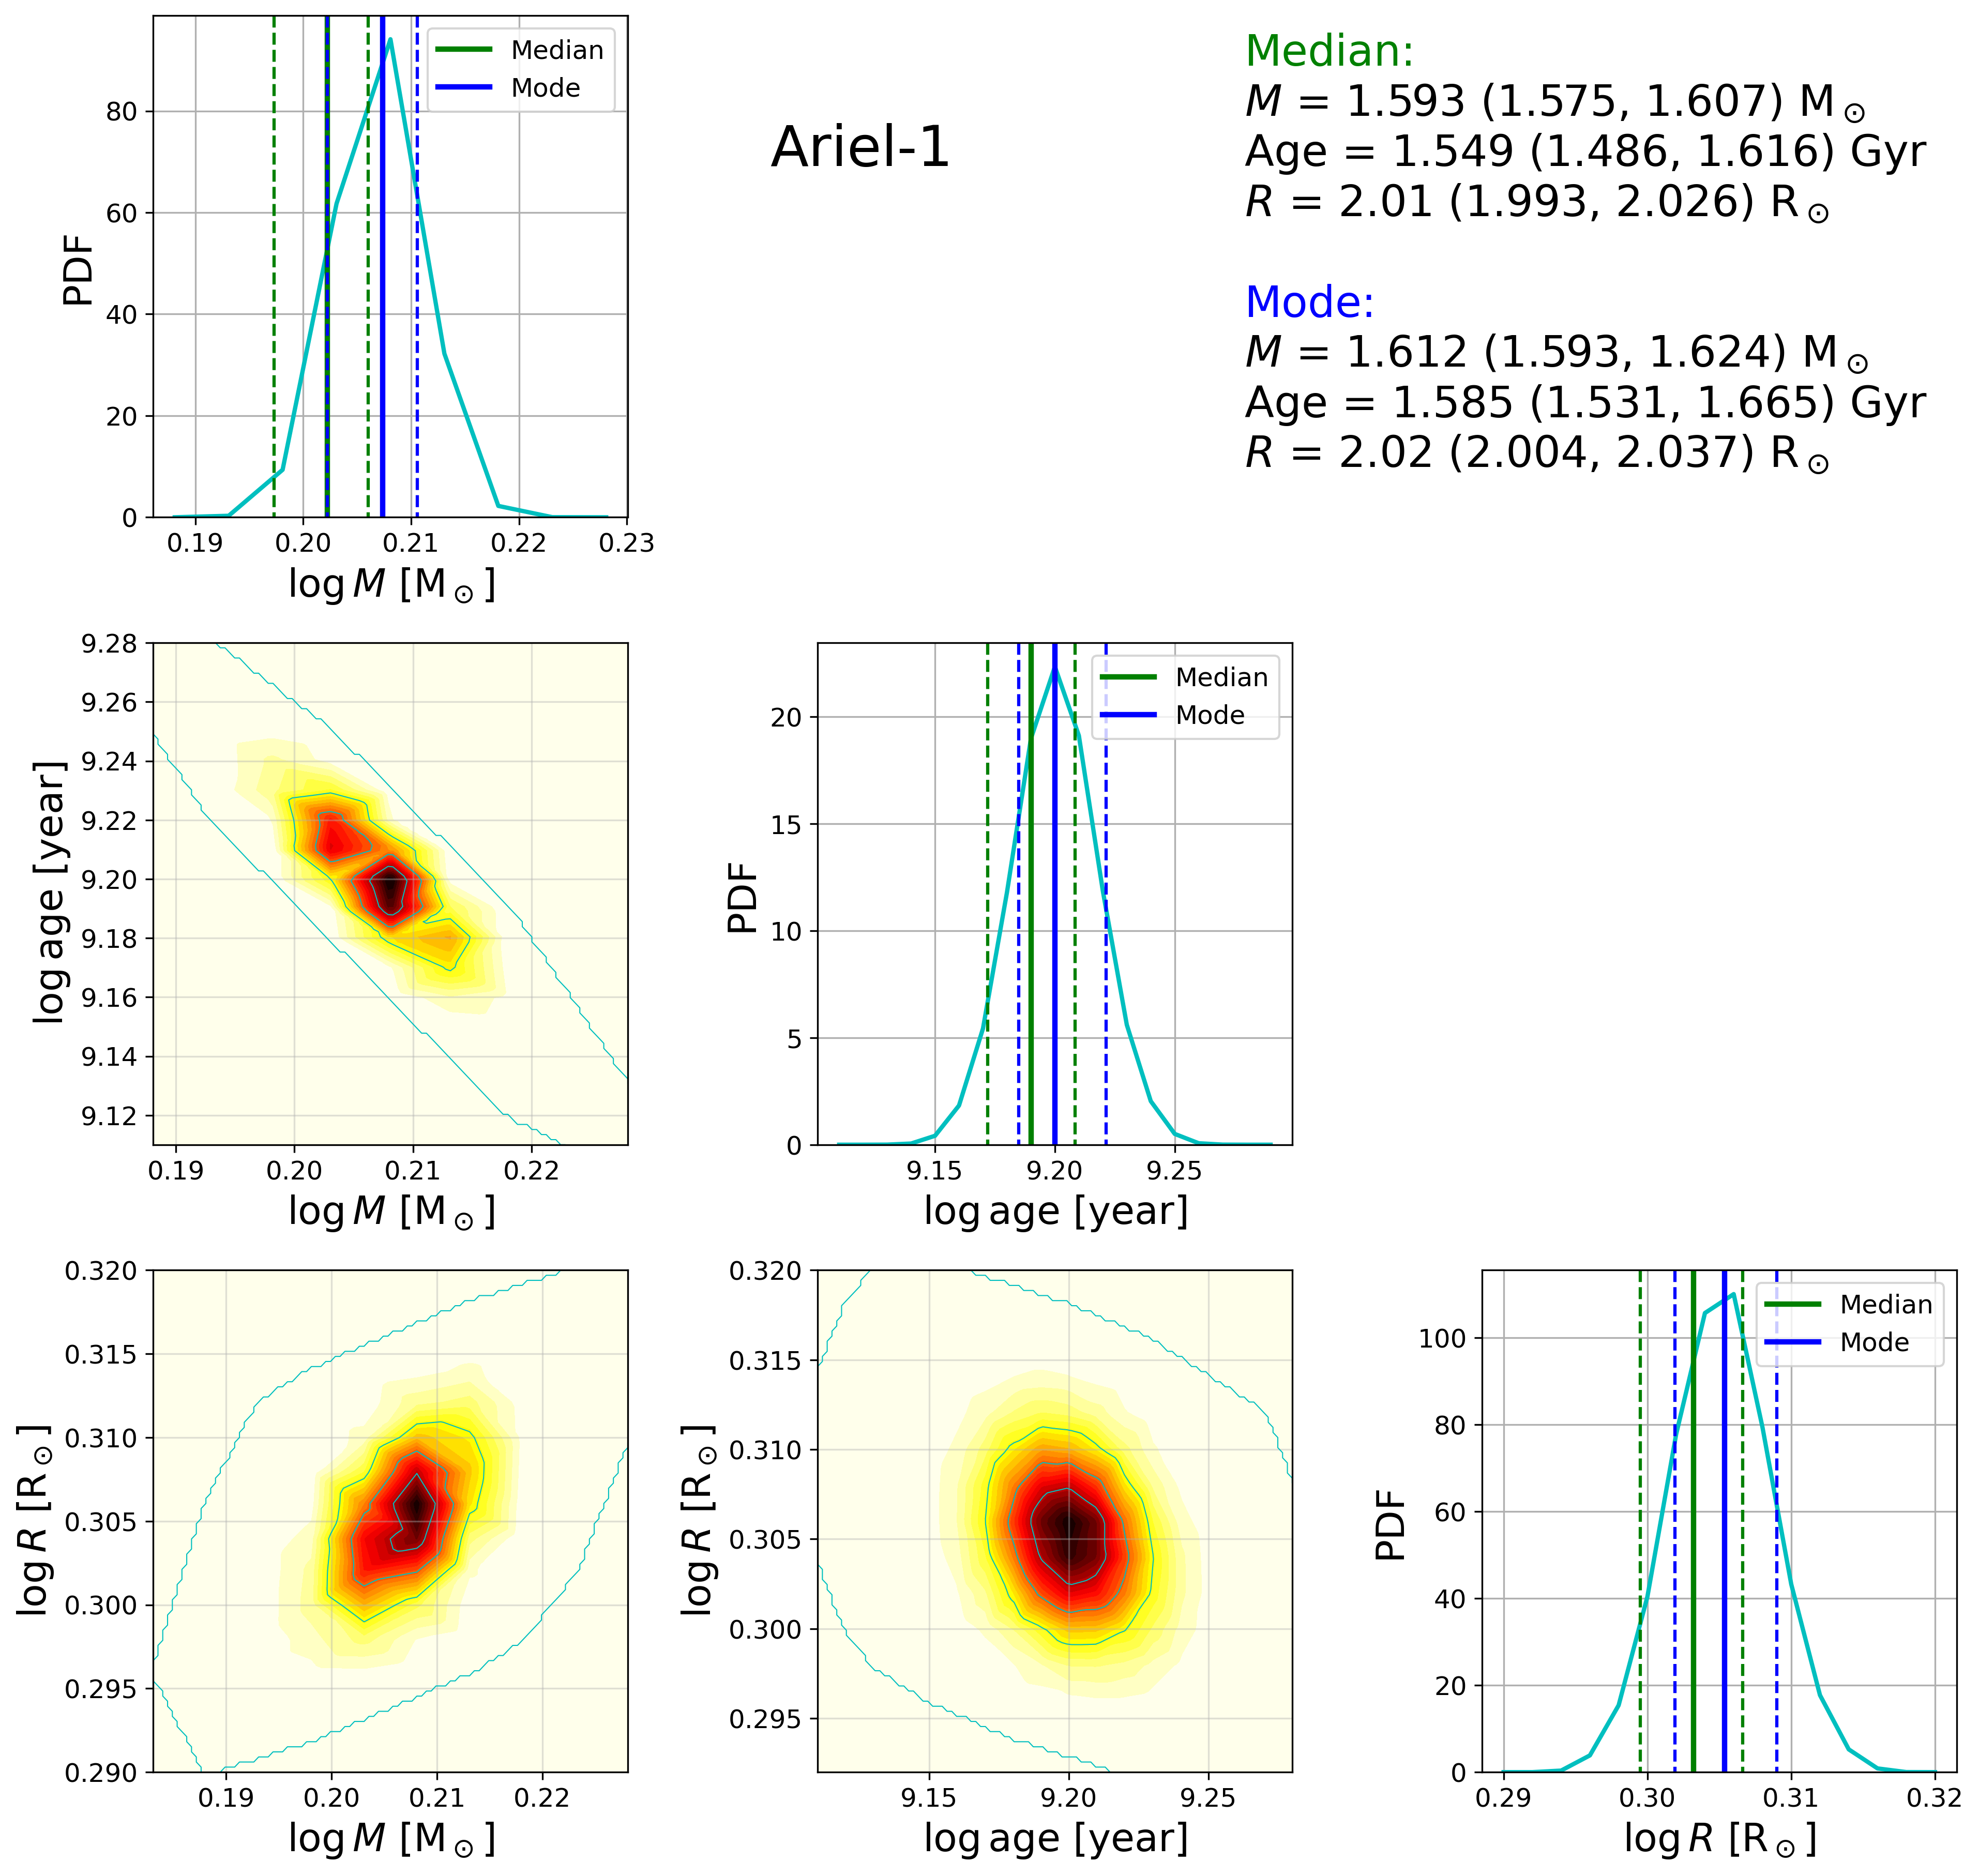 Median
Mode
80
60
40
20
0
PDF
0.19 0.20 0.21 0.22 0.23
log M [M⊙]
Ariel-1
Median:
M = 1.593 (1.575, 1.607) M⊙
Age = 1.549 (1.486, 1.616) Gyr
R = 2.01 (1.993, 2.026) R⊙
Mode:
M = 1.612 (1.593, 1.624) M⊙
Age = 1.585 (1.531, 1.665) Gyr
R = 2.02 (2.004, 2.037) R⊙
9.28
9.26
9.24
9.22
9.20
9.18
9.16
9.14
9.12
log age [year]
0.19 0.20 0.21 0.22
log M [M⊙]
Median
Mode
20
15
10
5
0
PDF
9.15 9.20 9.25
log age [year]
0.320
0.315
0.310
0.305
0.300
0.295
0.290
log R [R⊙]
0.19 0.20 0.21 0.22
log M [M⊙]
0.320
0.315
0.310
0.305
0.300
0.295
log R [R⊙]
9.15 9.20 9.25
log age [year]
Median
Mode
100
80
60
40
20
0
PDF
0.29 0.30 0.31 0.32
log R [R⊙]